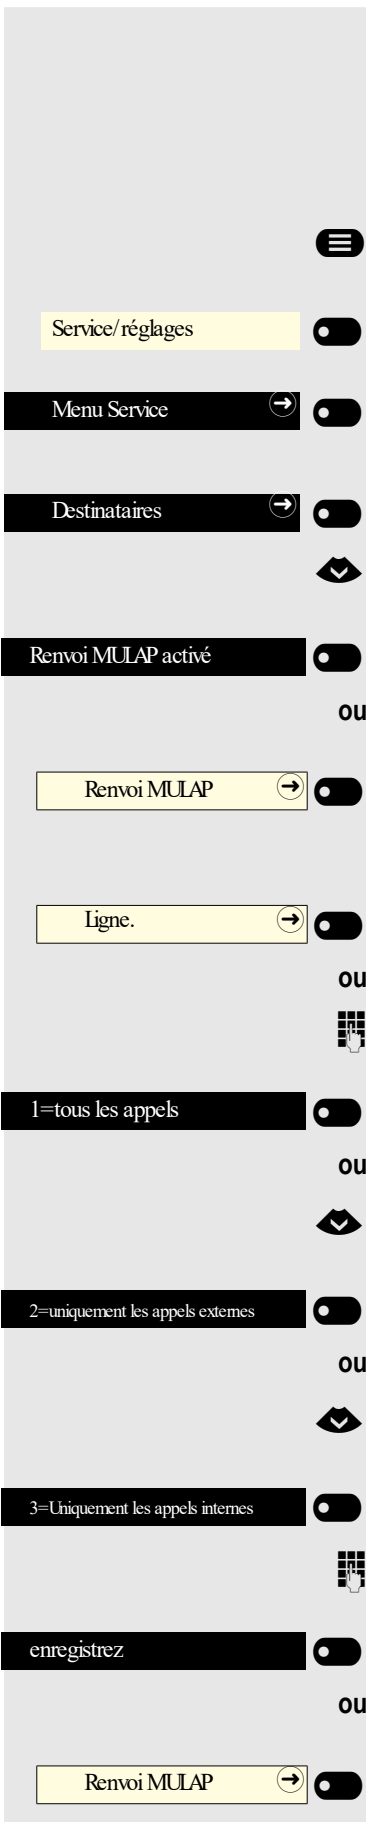 Service/réglages
Menu Service
Destinataires
Renvoi MULAP activé
ou
Renvoi MULAP
Ligne.
ou
1=tous les appels
ou
2=uniquement les appels externes
ou
3=Uniquement les appels internes
enregistrez
ou
Renvoi MULAP